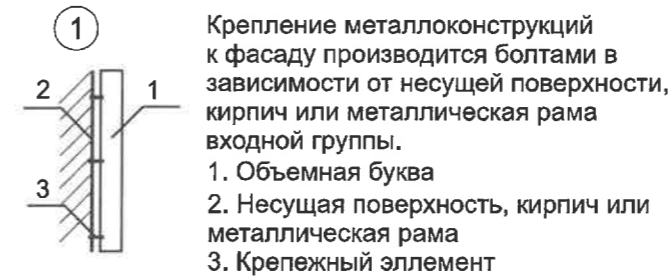 1
Крепление металлоконструкций
к фасаду производится болтами в
зависимости от несущей поверхности,
кирпич или металлическая рама
входной группы.
1. Объемная буква
2. Несущая поверхность, кирпич или
металлическая рама
3. Крепежный эллемент
2 1
3